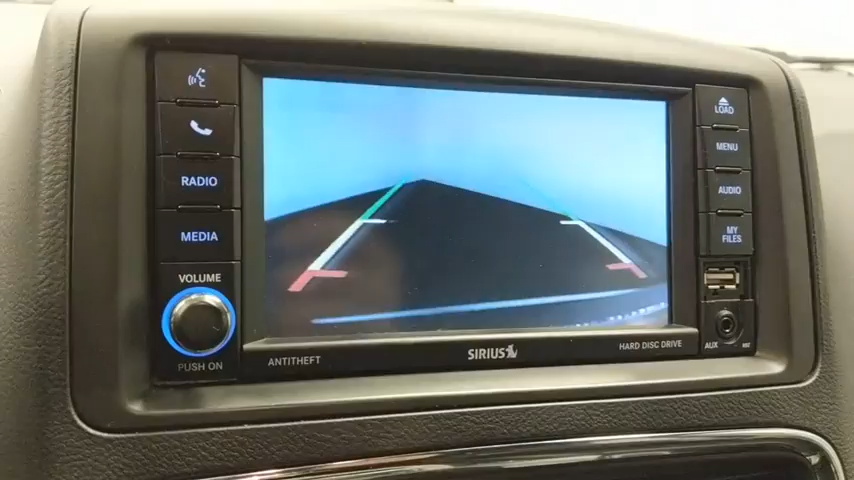 RADIO
MEDIA
VOLUME
PUSH ON
ANTITHEFT
SIRIUS
HARD DISC DRIVE
LOAD
MENU
AUDIO
MY
FILES
AUX